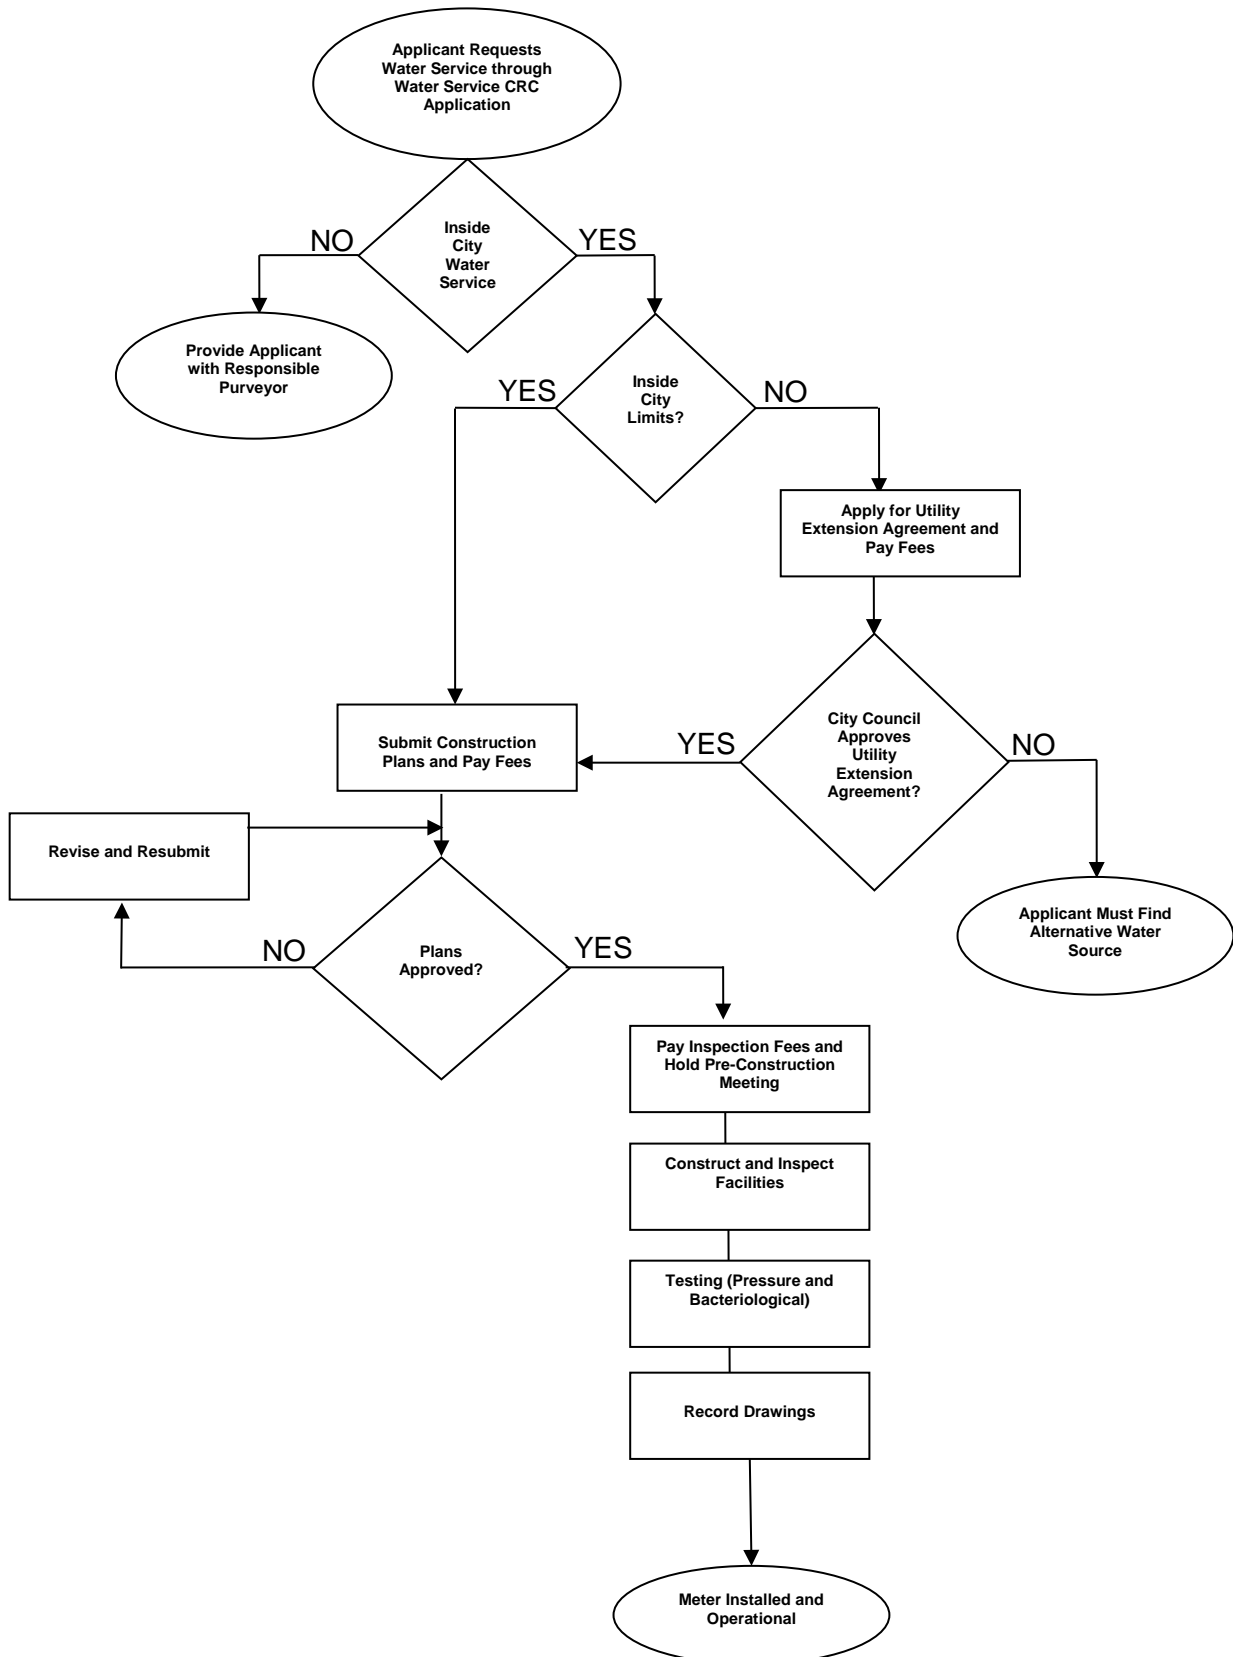 Applicant Requests
Water Service through
Water Service CRC
Application
NO
Inside
City
Water
Service
YES
Provide Applicant
with Responsible
Purveyor
YES
Inside
City
Limits?
NO
Apply for Utility
Extension Agreement and
Pay Fees
Submit Construction
Plans and Pay Fees
YES
City Council
Approves
Utility
Extension
Agreement?
NO
Revise and Resubmit
Applicant Must Find
Alternative Water
Source
NO
Plans
Approved?
YES
Pay Inspection Fees and
Hold Pre-Construction
Meeting
Construct and Inspect
Facilities
Testing (Pressure and
Bacteriological)
Record Drawings
Meter Installed and
Operational